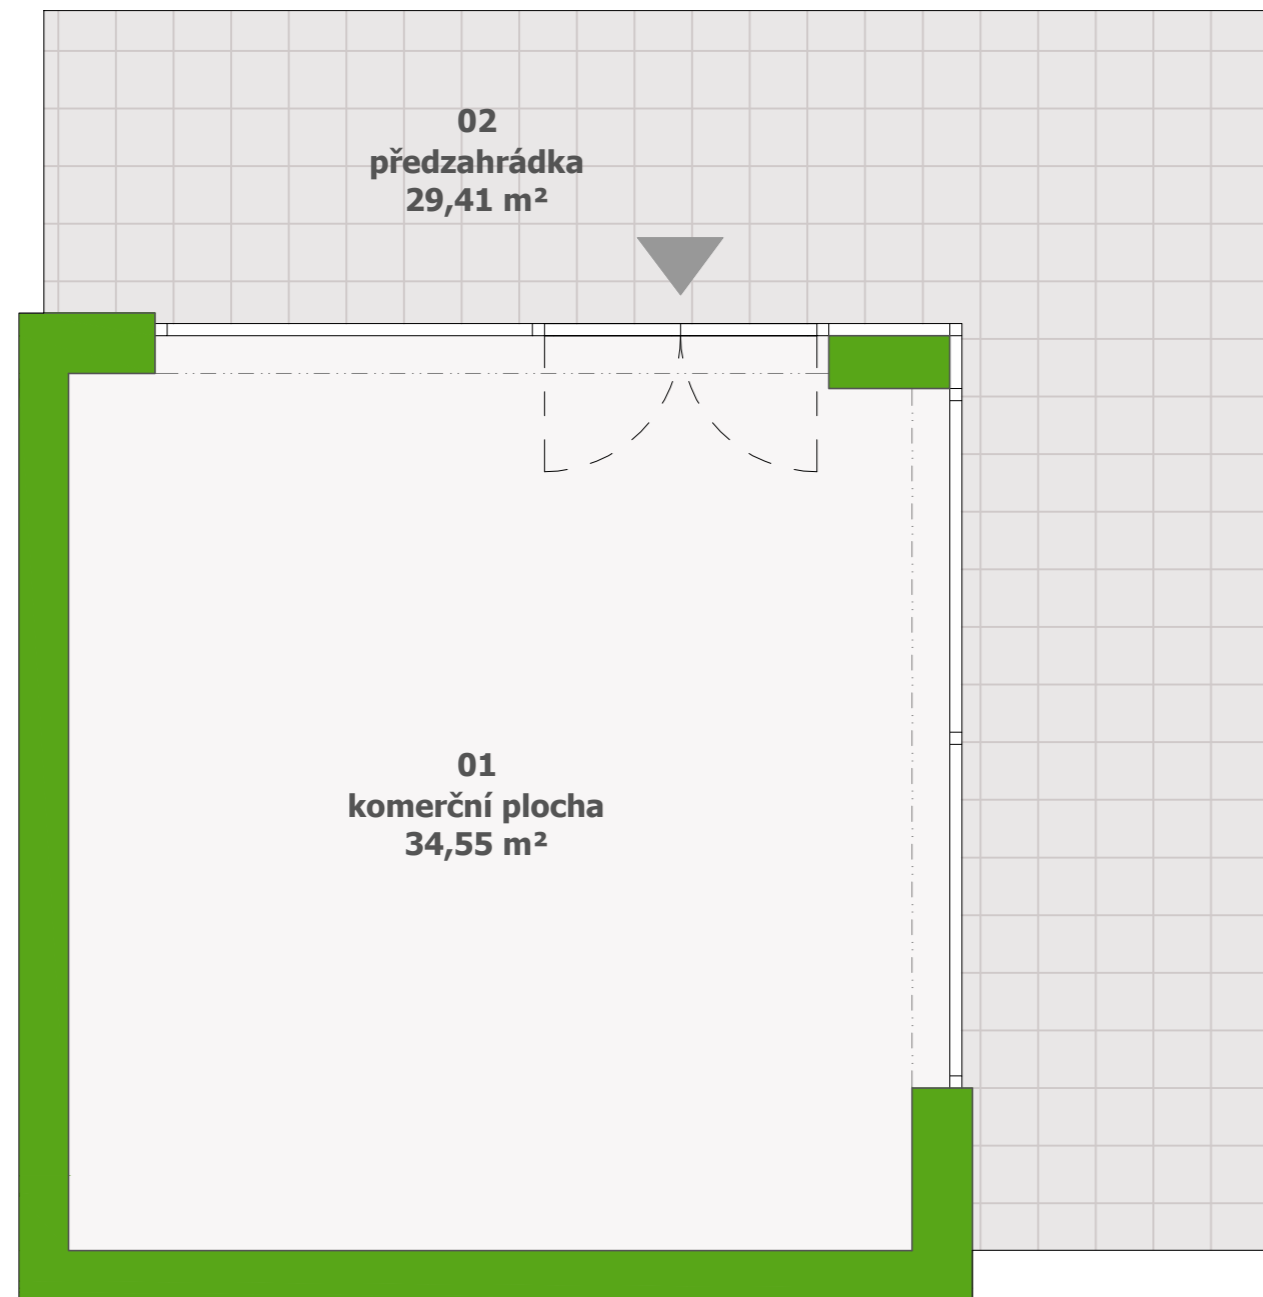 02
předzahrádka
29,41 m²
01
komerční plocha
34,55 m²